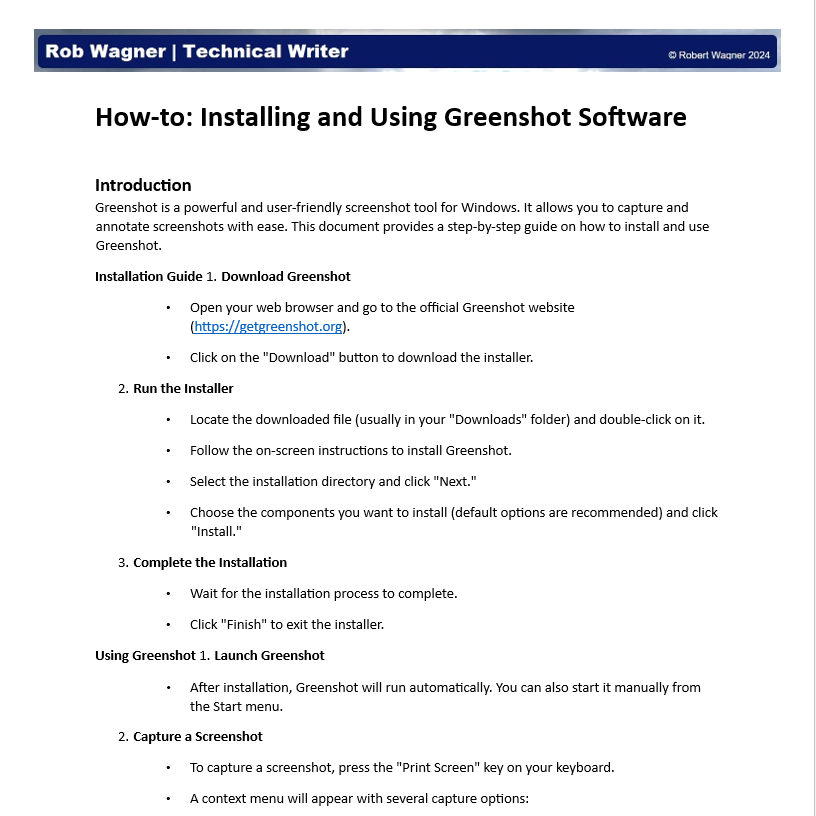 Rob Wagner | Technical Writer
© Robert Wagner 2024
How-to: Installing and Using Greenshot Software
Introduction
Greenshot is a powerful and user-friendly screenshot tool for Windows. It allows you to capture and
annotate screenshots with ease. This document provides a step-by-step guide on how to install and use
Greenshot.
Installation Guide 1. Download Greenshot
• Open your web browser and go to the official Greenshot website
(https://getgreenshot.org).
• Click on the "Download" button to download the installer.
2. Run the Installer
• Locate the downloaded file (usually in your "Downloads" folder) and double-click on it.
• Follow the on-screen instructions to install Greenshot.
• Select the installation directory and click "Next."
• Choose the components you want to install (default options are recommended) and click
"Install."
3. Complete the Installation
• Wait for the installation process to complete.
• Click "Finish" to exit the installer.
Using Greenshot 1. Launch Greenshot
• After installation, Greenshot will run automatically. You can also start it manually from
the Start menu.
2. Capture a Screenshot
• To capture a screenshot, press the "Print Screen" key on your keyboard.
• A context menu will appear with several capture options: